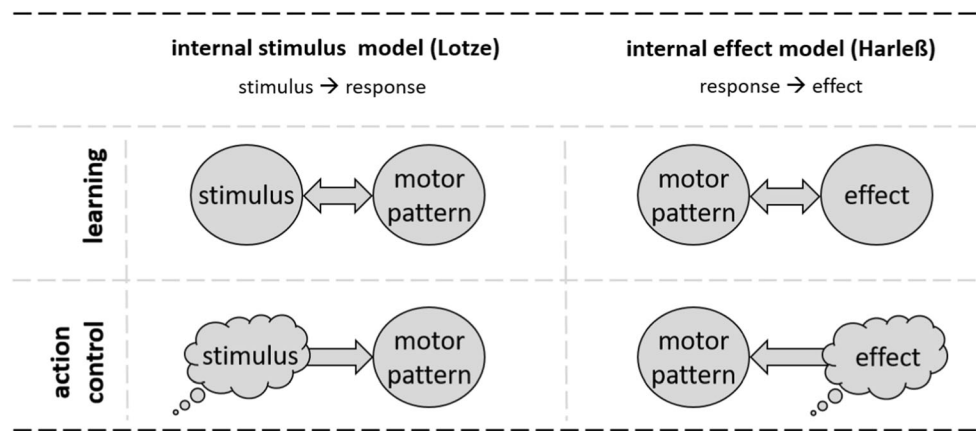 internal stimulus model (Lotze)
internal effect model (Harleß)
stimulus → response
response → effect
learning
stimulus
motor
pattern
motor
pattern
effect
action
control
stimulus
motor
pattern
motor
pattern
effect